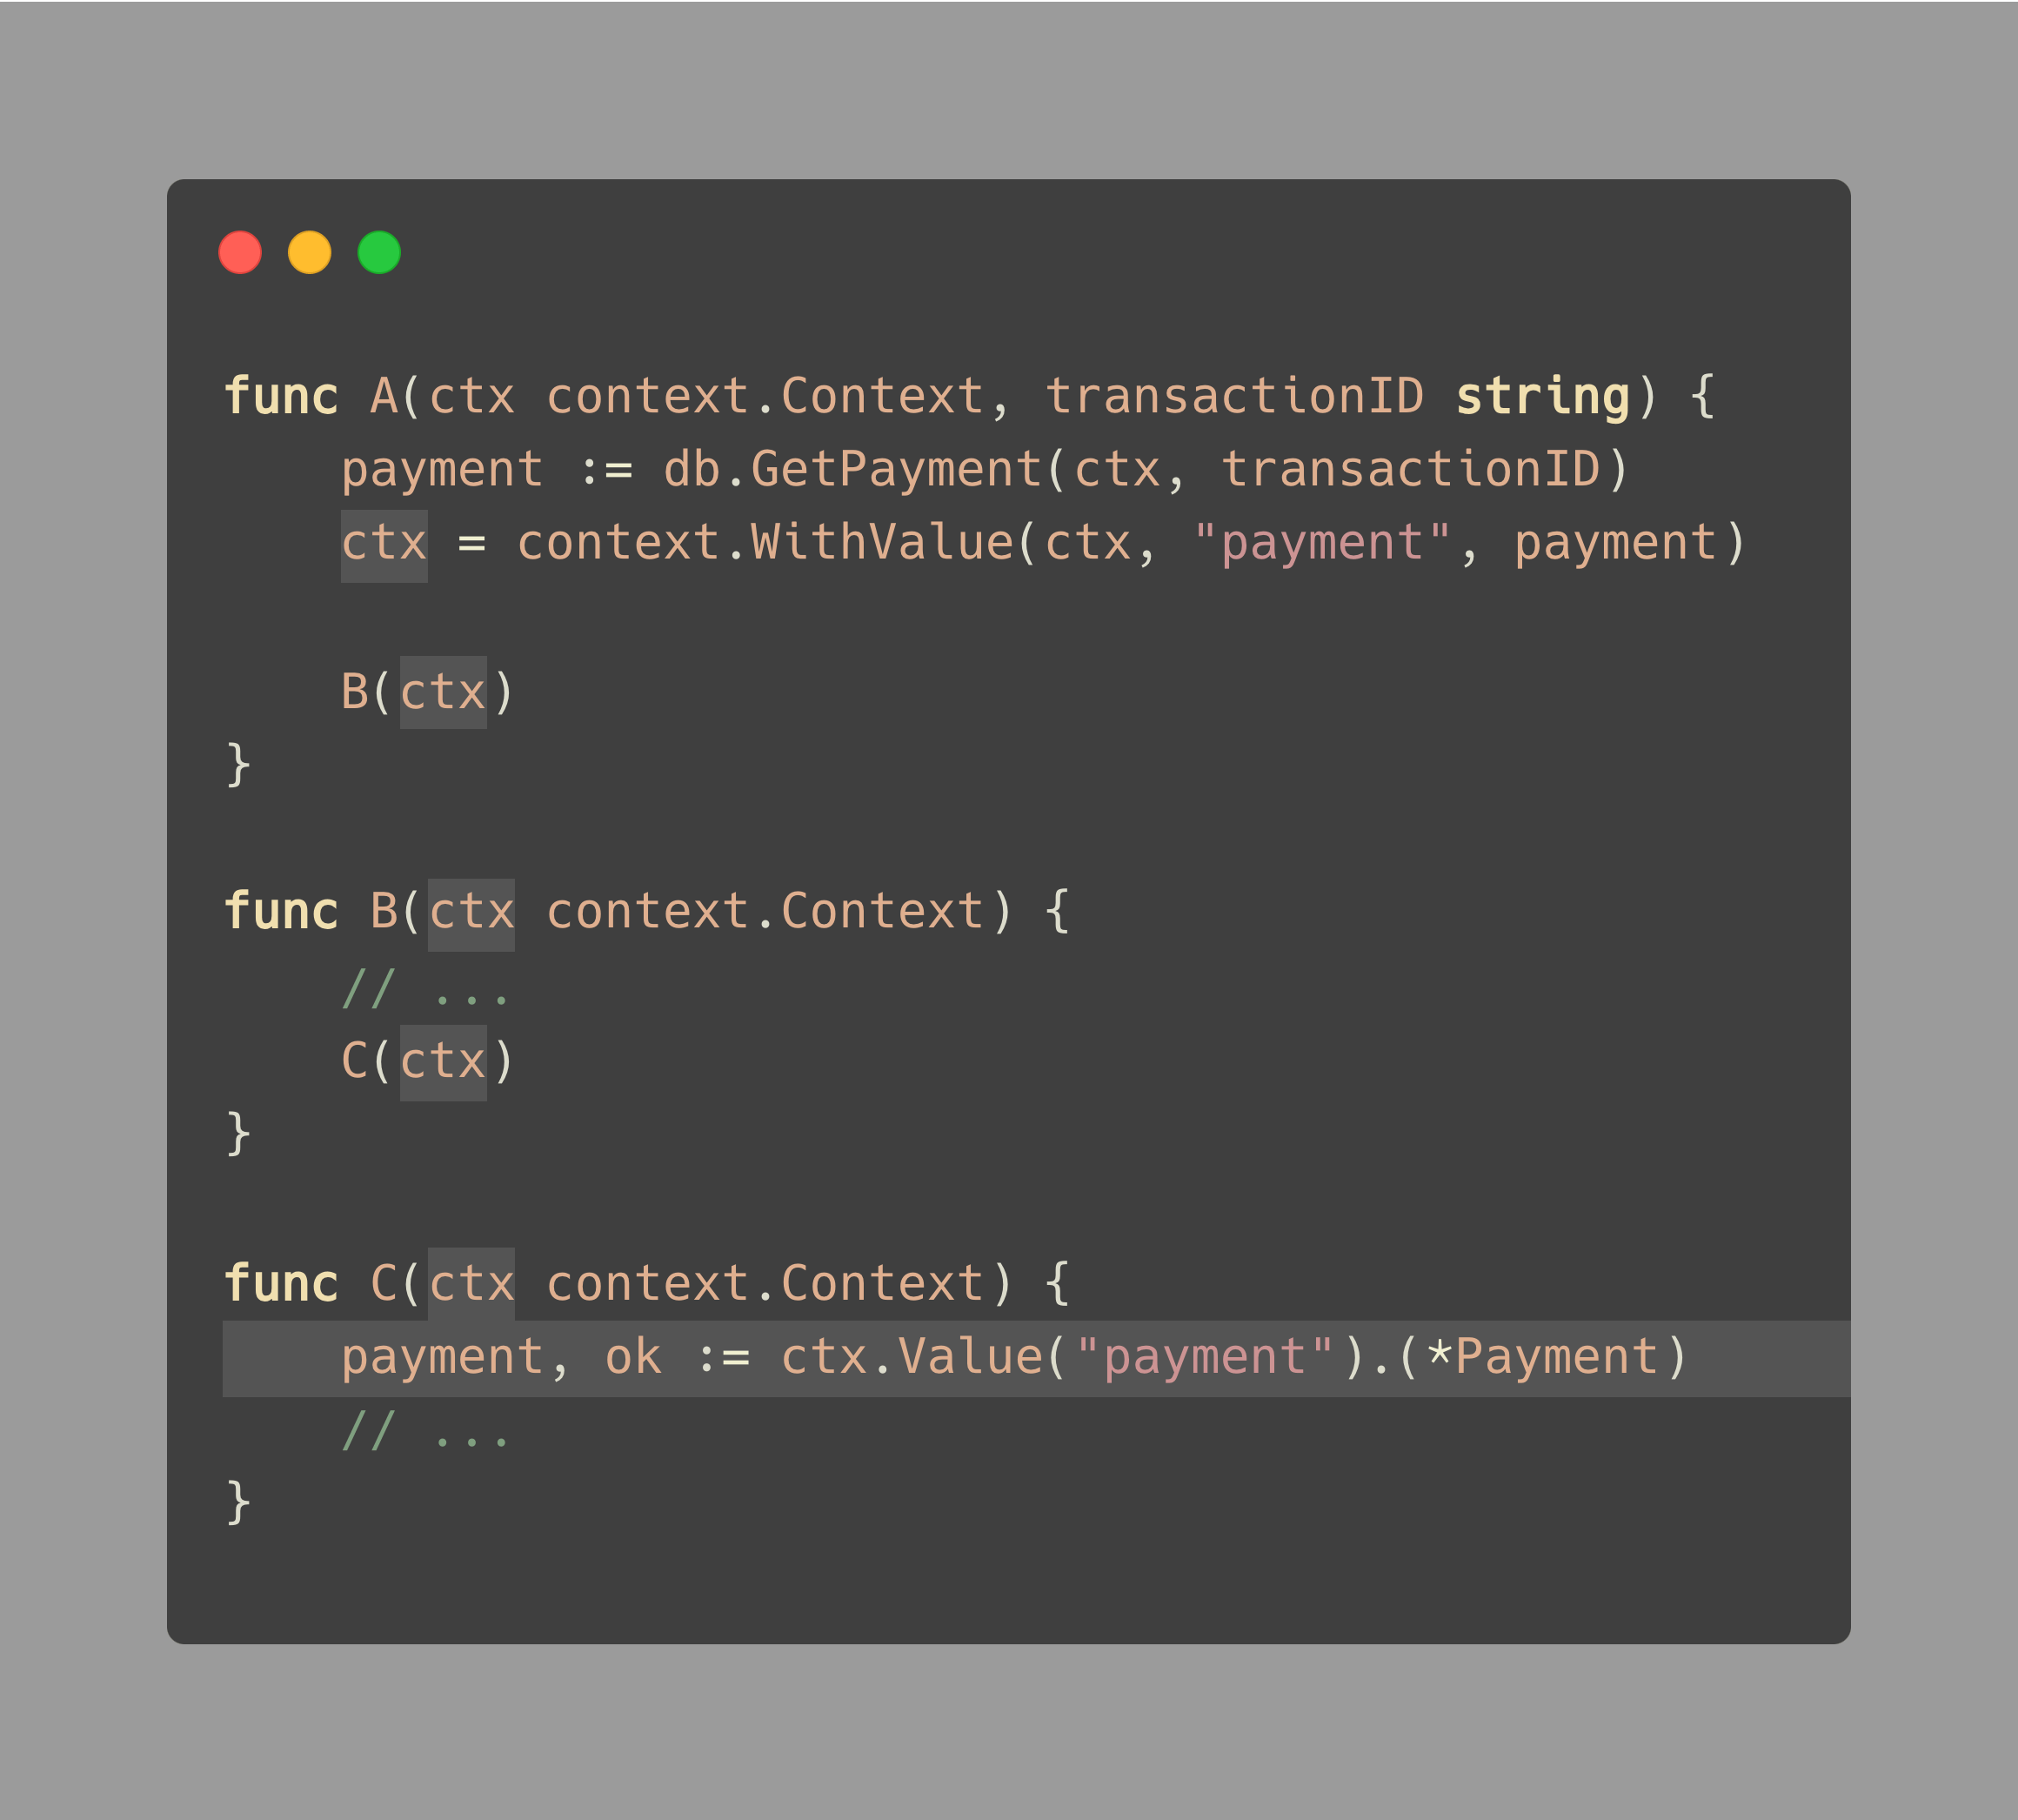 func A(ctx context.Context, transactionID string) {
    payment := db.GetPayment(ctx, transactionID)
    ctx = context.WithValue(ctx, "payment", payment)

    B(ctx)
}

func B(ctx context.Context) {
    // ...
    C(ctx)
}

func C(ctx context.Context) {
    payment, ok := ctx.Value("payment").(*Payment)
    // ...
}